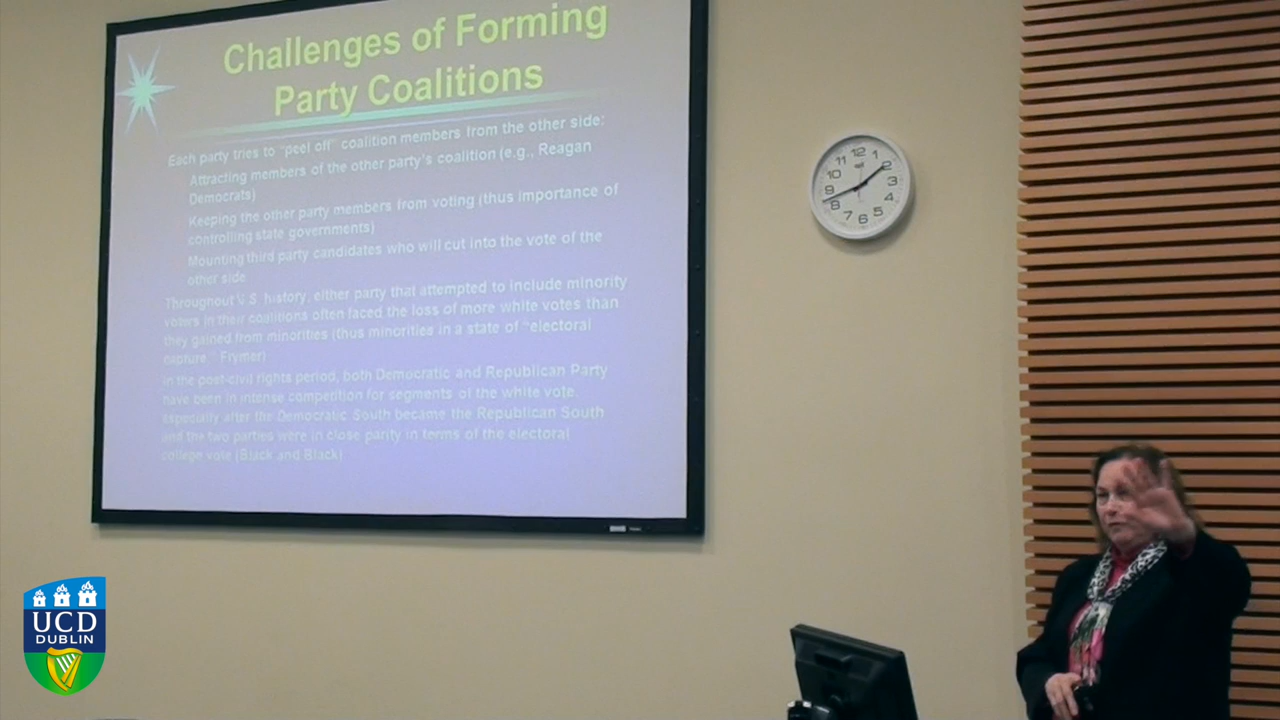 Challenges of Forming
Party Coalitions
Each party tries to "peel off" coalition members from the other side:
Attracting members of the other party's coalition (e.g., Reagan
Democrats)
Keeping the other party members from voting (thus importance of
controlling state governments)
Mounting third party candidates who will cut into the vote of the
other side
Throughout U.S. history, either party that attempted to include minority
voters in their coalitions often faced the loss of more white votes than
they gained from minorities (thus minorities in a state of "electoral
capture," Frymer)
In the post-civil rights period, both Democratic and Republican Party
have been in intense competition for segments of the white vote,
especially after the Democratic South became the Republican South
and the two parties were in close parity in terms of the electoral
college vote (Black and Black)
12
1
2
3
4
5
6
7
8
9
10
11
UCD
DUBLIN